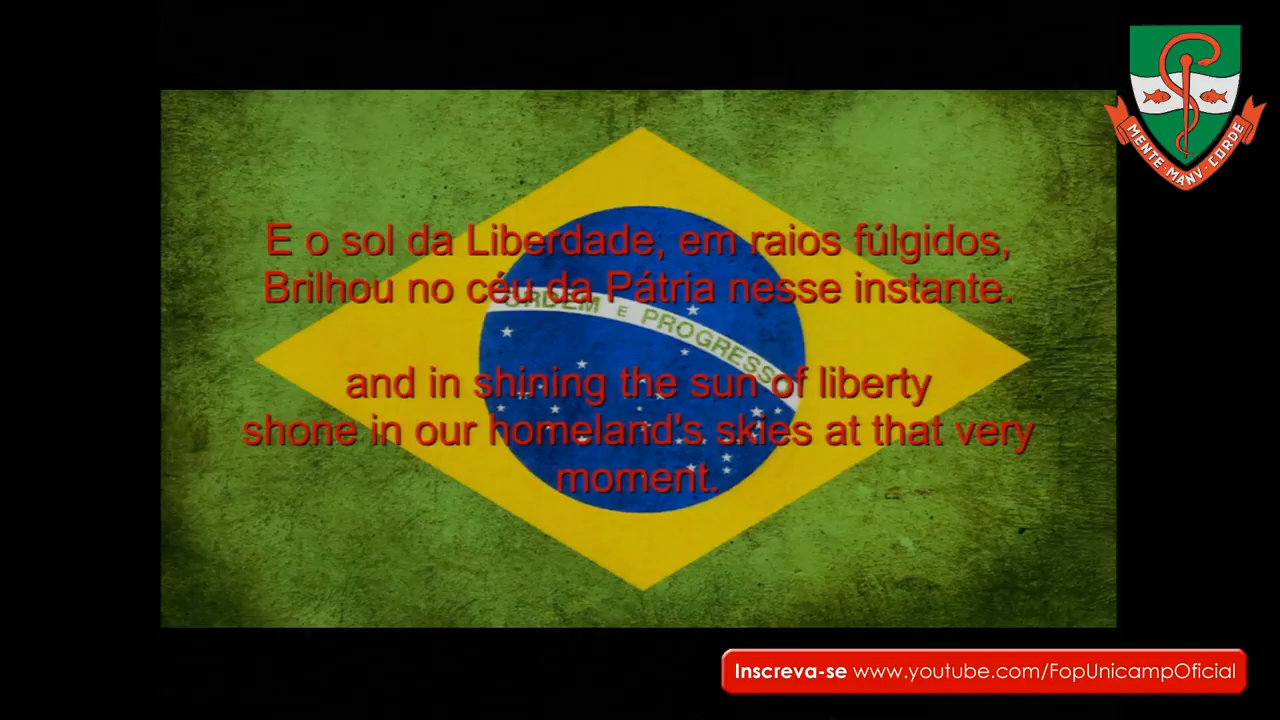 MENTE·MANV·CORDE
E o sol da Liberdade, em raios fúlgidos,
Brilhou no céu da Pátria nesse instante.
ORDEM E PROGRESS
and in shining the sun of liberty
shone in our homeland's skies at that very
moment.
Inscreva-se www.youtube.com/FopUnicampOficial